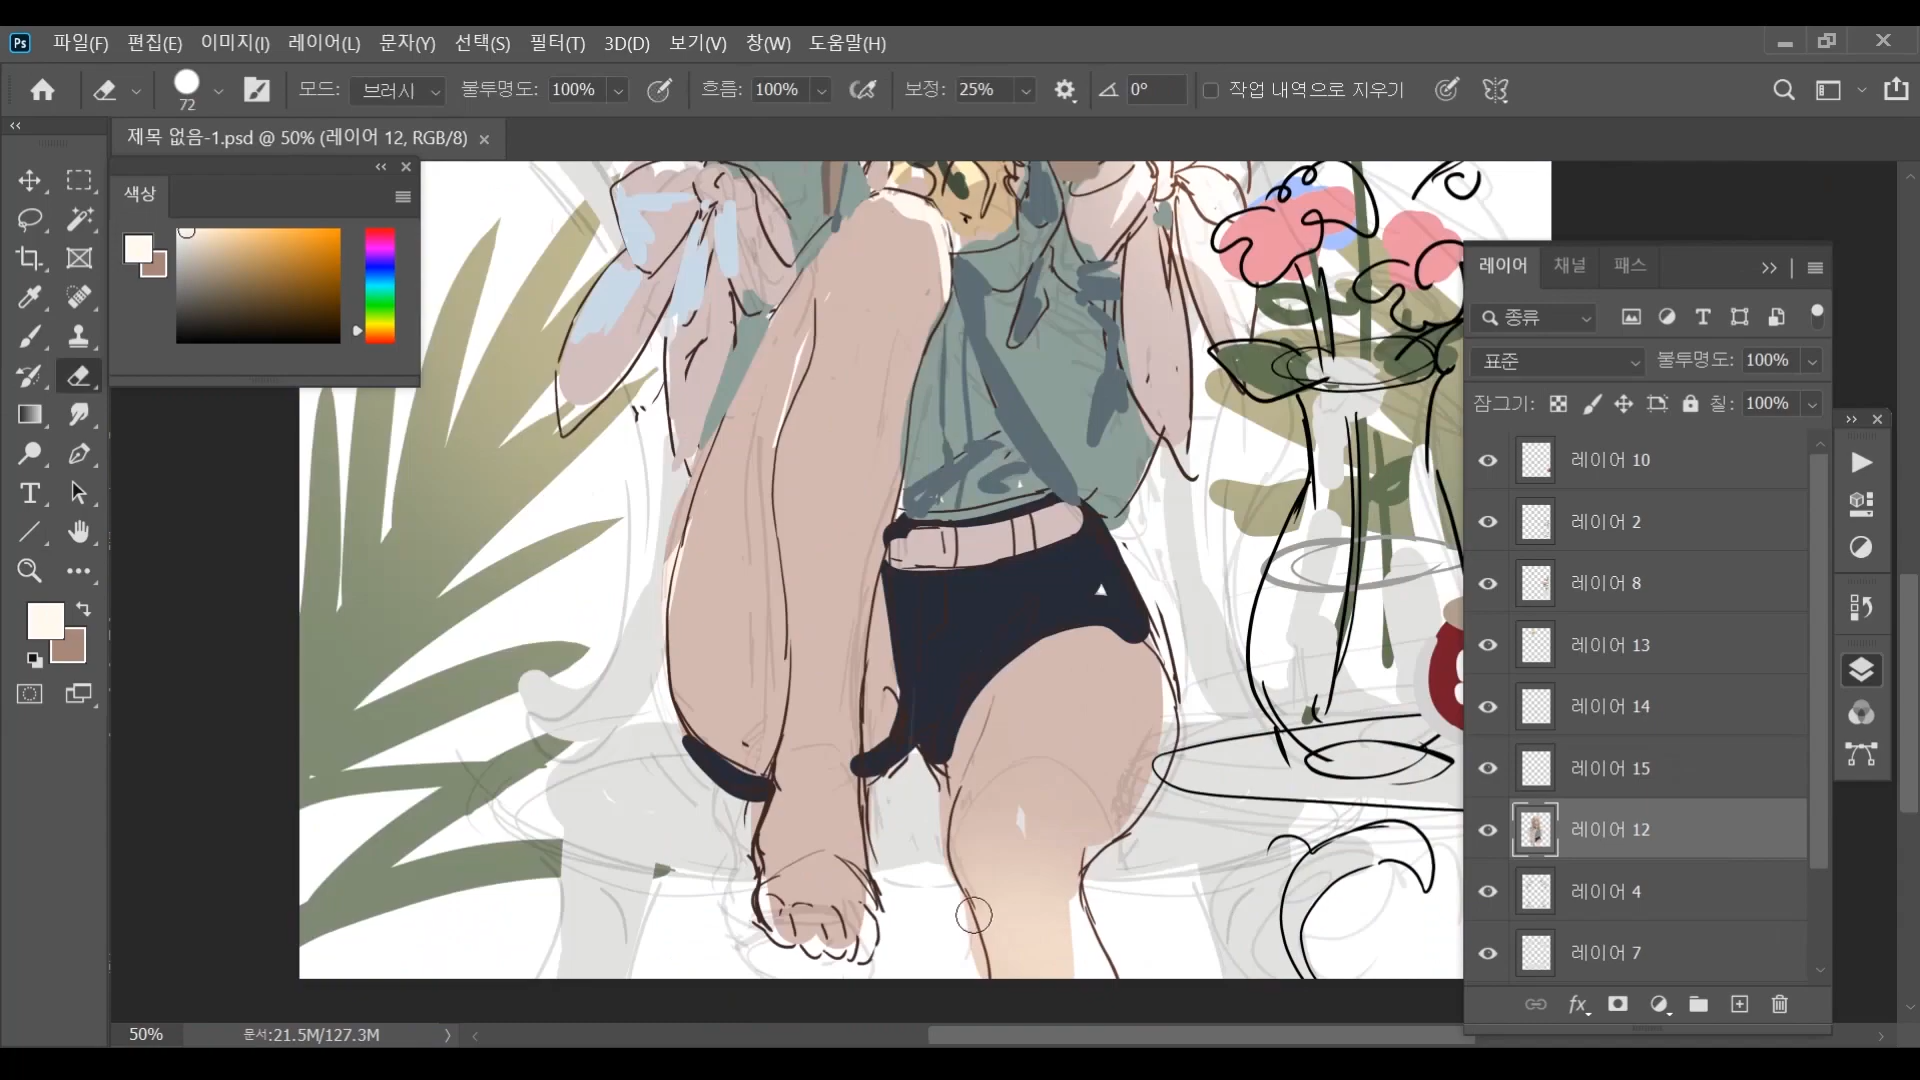 Ps 파일(F) 편집(E) 이미지(I) 레이어(L) 문자(Y) 선택(S) 필터(T) 3D(D) 보기(V) 창(W) 도움말(H)
72 모드: 브러시 불투명도: 100% 흐름: 100% 보정: 25% 0° 작업 내역으로 지우기
제목 없음-1.psd @ 50% (레이어 12, RGB/8)
색상
레이어 채널 패스
종류
표준 불투명도: 100%
잠그기: 칠: 100%
레이어 10
레이어 2
레이어 8
레이어 13
레이어 14
레이어 15
레이어 12
레이어 4
레이어 7
fx
50% 문서:21.5M/127.3M